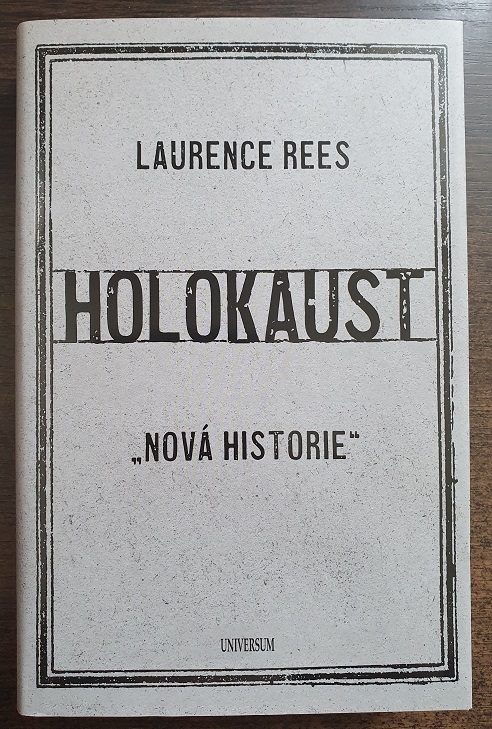 LAURENCE REES
HOLOKAUST
„NOVÁ HISTORIE“
UNIVERSUM